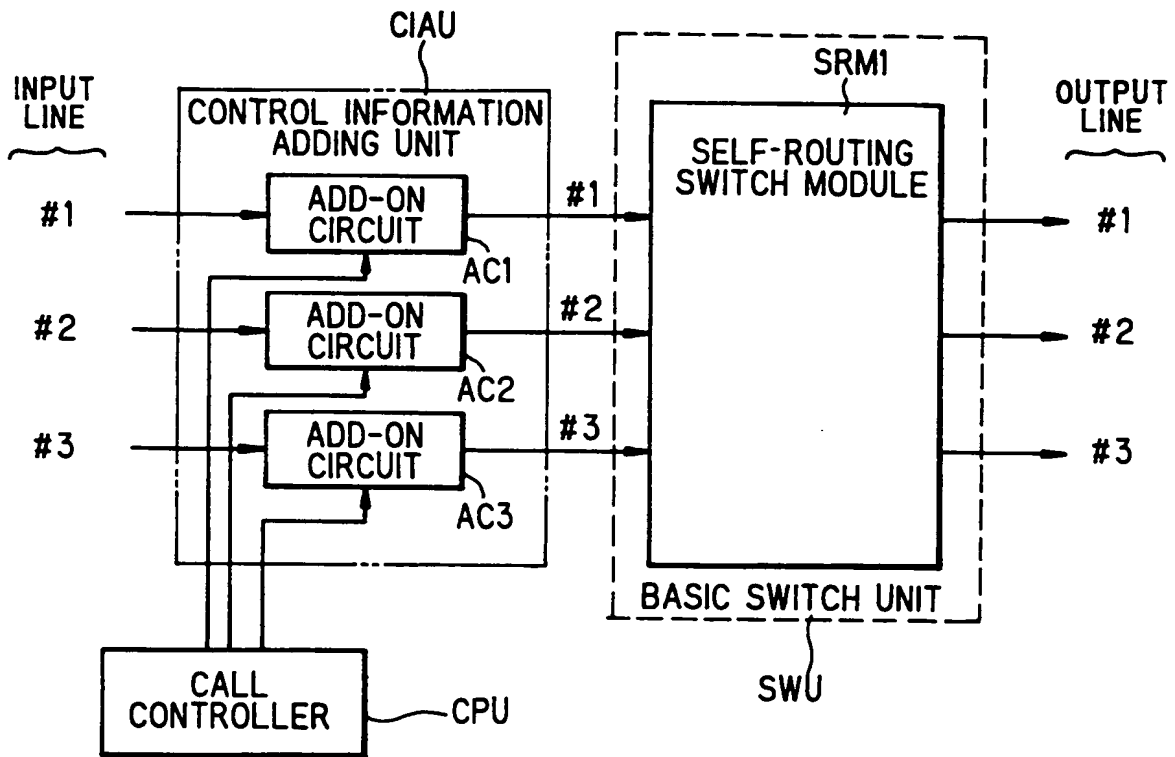 CIAU
SRM1
INPUT
LINE
CONTROL INFORMATION
ADDING UNIT
SELF-ROUTING
SWITCH MODULE
OUTPUT
LINE
#1
ADD-ON
CIRCUIT
AC1
#1
#1
#2
ADD-ON
CIRCUIT
AC2
#2
#2
#3
ADD-ON
CIRCUIT
AC3
#3
#3
BASIC SWITCH UNIT
SWU
CALL
CONTROLLER
CPU